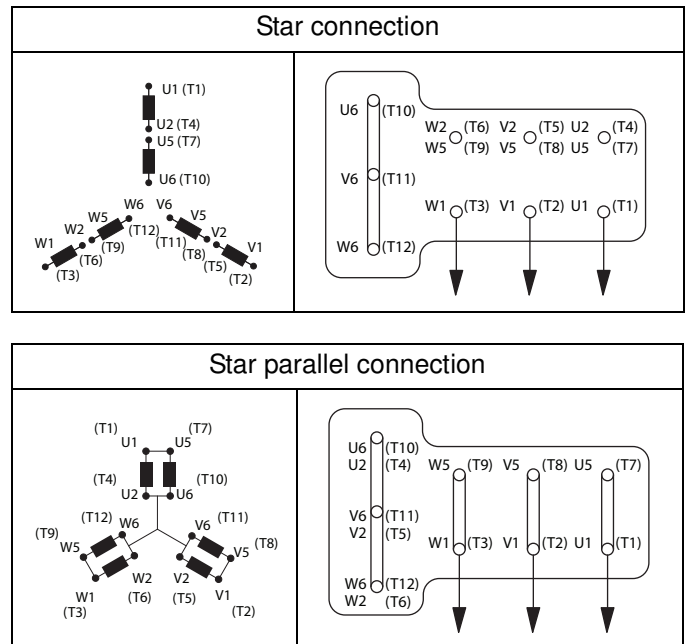 Star connection
U1 (T1)
U2 (T4)
U5 (T7)
U6 (T10)
W6 V6
W5 V5
W2 V2
W1 V1
(T12) (T11)
(T9) (T8)
(T6) (T5)
(T3) (T2)
U6 (T10)
W2 (T6) V2 (T5) U2 (T4)
W5 (T9) V5 (T8) U5 (T7)
V6 (T11)
W1 (T3) V1 (T2) U1 (T1)
W6 (T12)
Star parallel connection
(T1) (T7)
U1 U5
(T4) (T10)
U2 U6
(T12) W6 V6 (T11)
(T9) (T8)
W5 V5
W2 V2
(T6) (T5)
W1 V1
(T3) (T2)
U6 (T10)
U2 (T4)
W5 (T9) V5 (T8) U5 (T7)
V6 (T11)
V2 (T5)
W1 (T3) V1 (T2) U1 (T1)
W6 (T12)
W2 (T6)